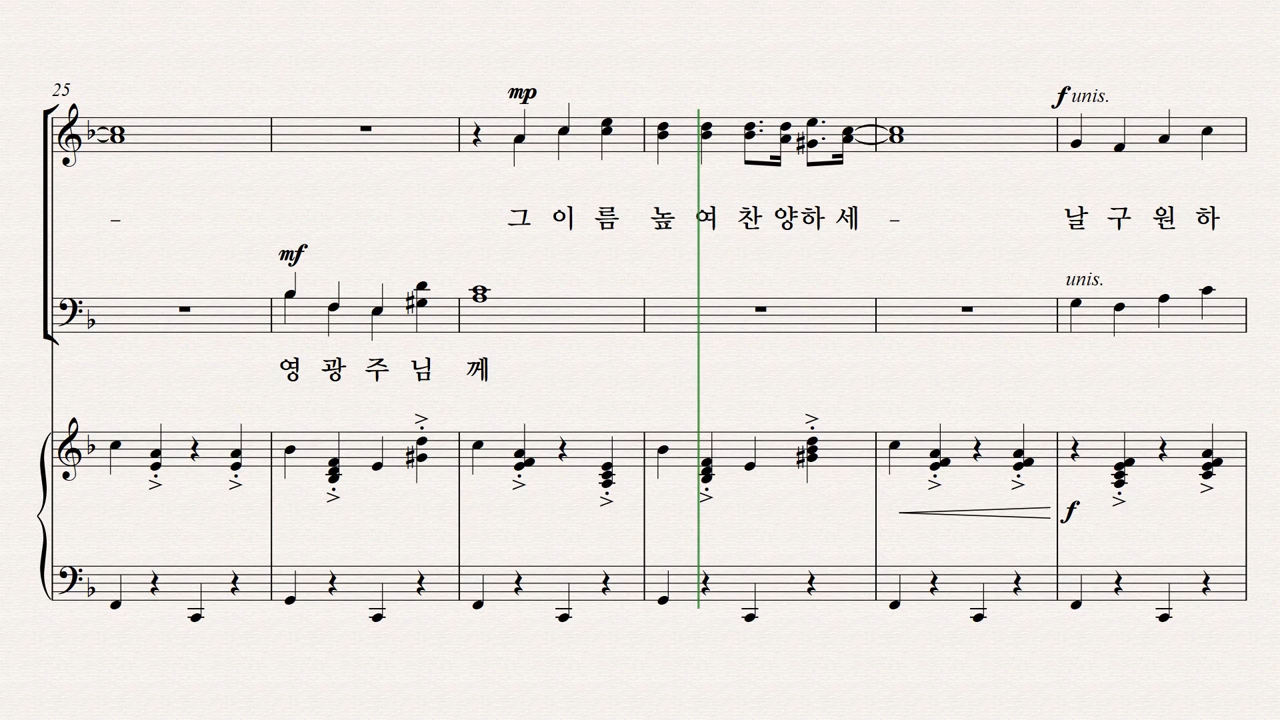 25
mp
f unis.
그 이 름 높 여 찬 양 하 세 –
날 구 원 하
mf
unis.
영 광 주 님 께
f